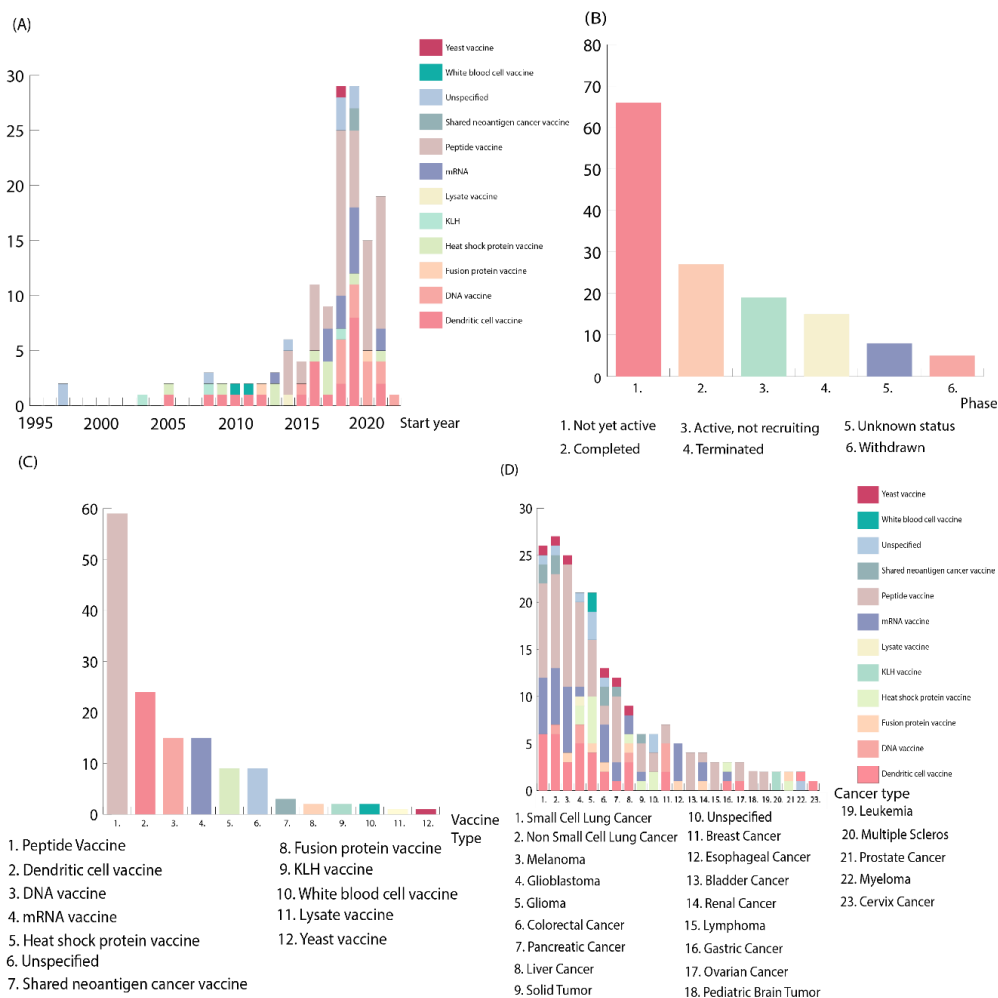 (A)
Yeast vaccine
White blood cell vaccine
Unspecified
Shared neoantigen cancer vaccine
Peptide vaccine
mRNA
Lysate vaccine
KLH
Heat shock protein vaccine
Fusion protein vaccine
DNA vaccine
Dendritic cell vaccine
30
25
20
15
10
5
0
1995 2000 2005 2010 2015 2020 Start year
(B)
80
70
60
50
40
30
20
10
0
1. 2. 3. 4. 5. 6.
Phase
1. Not yet active
2. Completed
3. Active, not recruiting
4. Terminated
5. Unknown status
6. Withdrawn
(C)
60
50
40
30
20
10
0
1. 2. 3. 4. 5. 6. 7. 8. 9. 10. 11. 12.
Vaccine
Type
1. Peptide Vaccine
2. Dendritic cell vaccine
3. DNA vaccine
4. mRNA vaccine
5. Heat shock protein vaccine
6. Unspecified
7. Shared neoantigen cancer vaccine
8. Fusion protein vaccine
9. KLH vaccine
10. White blood cell vaccine
11. Lysate vaccine
12. Yeast vaccine
(D)
Yeast vaccine
White blood cell vaccine
Unspecified
Shared neoantigen cancer vaccine
Peptide vaccine
mRNA vaccine
Lysate vaccine
KLH vaccine
Heat shock protein vaccine
Fusion protein vaccine
DNA vaccine
Dendritic cell vaccine
30
25
20
15
10
5
0
1. 2. 3. 4. 5. 6. 7. 8. 9. 10. 11. 12. 13. 14. 15. 16. 17. 18. 19. 20. 21. 22. 23.
Cancer type
1. Small Cell Lung Cancer
2. Non Small Cell Lung Cancer
3. Melanoma
4. Glioblastoma
5. Glioma
6. Colorectal Cancer
7. Pancreatic Cancer
8. Liver Cancer
9. Solid Tumor
10. Unspecified
11. Breast Cancer
12. Esophageal Cancer
13. Bladder Cancer
14. Renal Cancer
15. Lymphoma
16. Gastric Cancer
17. Ovarian Cancer
18. Pediatric Brain Tumor
19. Leukemia
20. Multiple Scleros
21. Prostate Cancer
22. Myeloma
23. Cervix Cancer